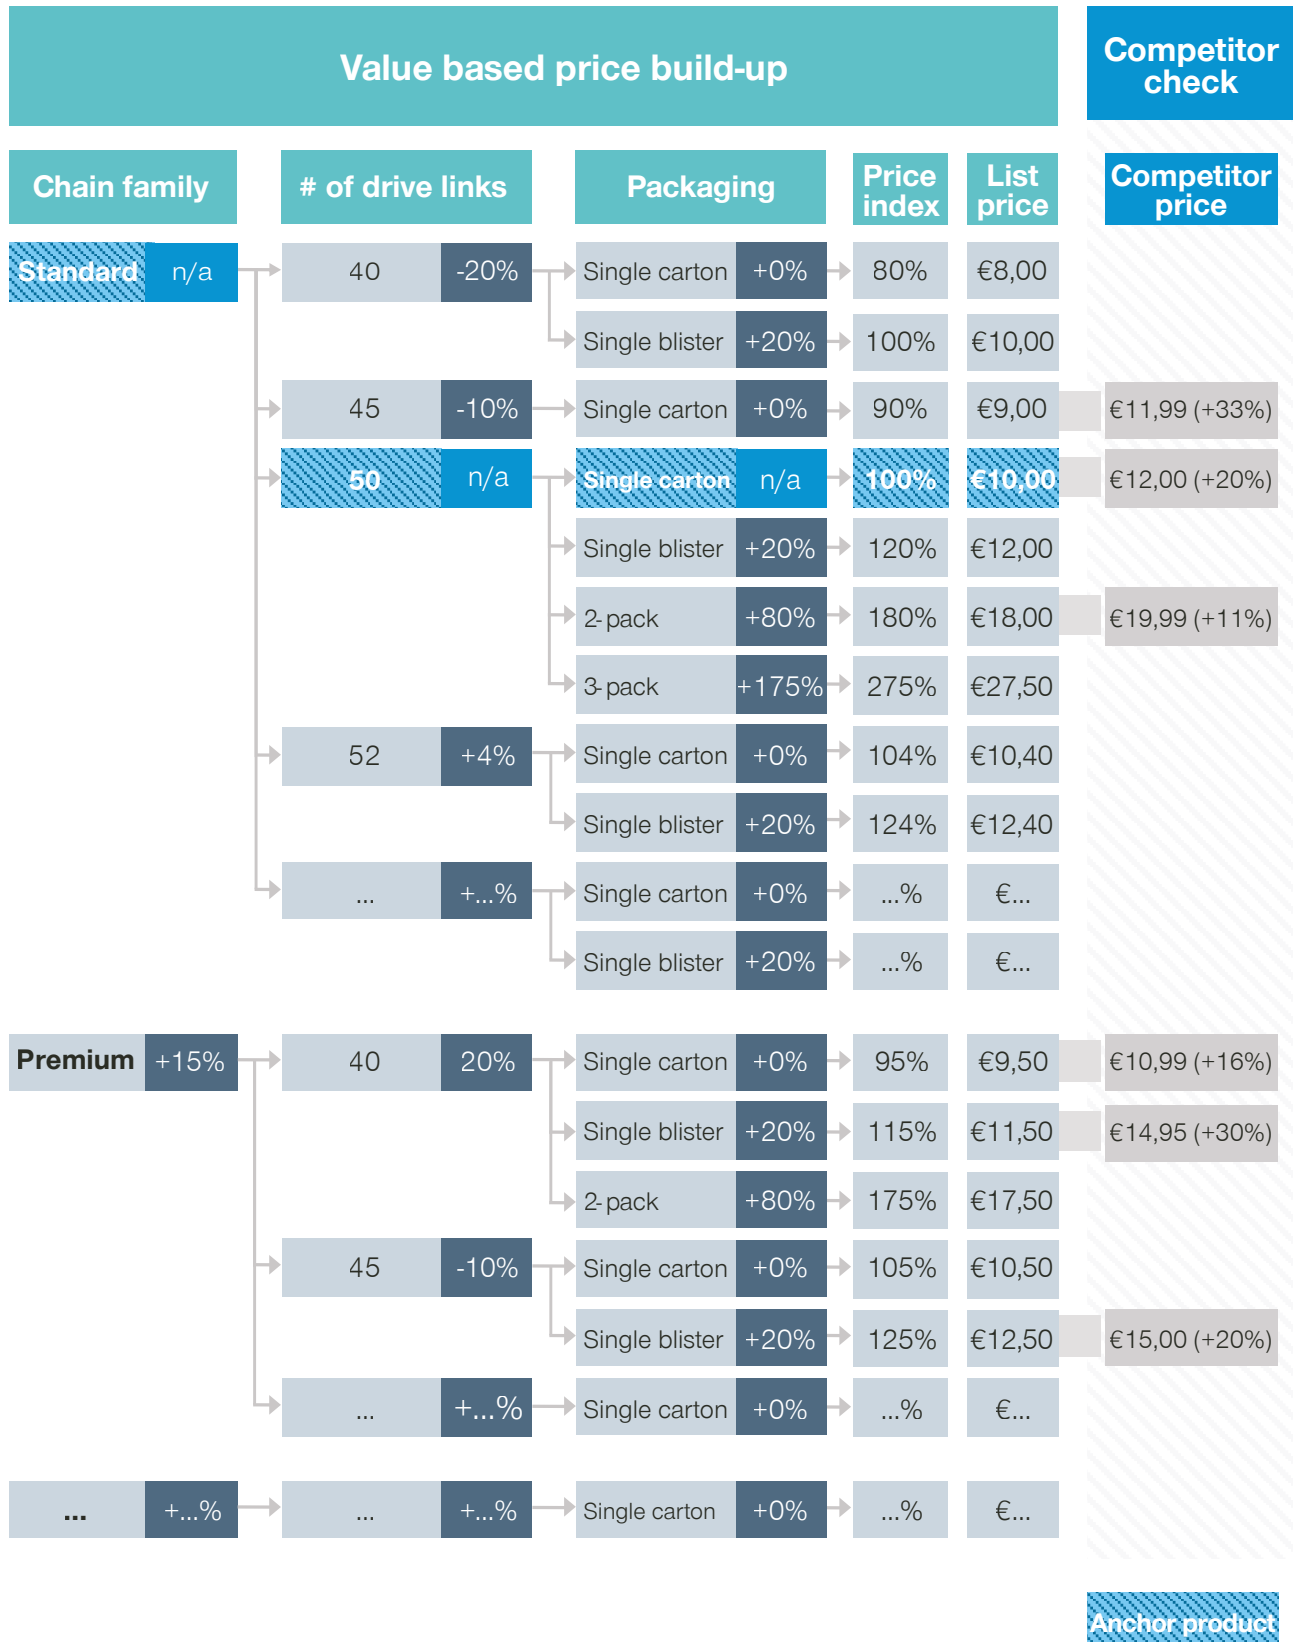 Value based price build-up
Competitor
check
Chain family
# of drive links
Packaging
Price
index
List
price
Competitor
price
Standard n/a 40 -20% Single carton +0% 80% €8,00
Single blister +20% 100% €10,00
45 -10% Single carton +0% 90% €9,00 €11,99 (+33%)
50 n/a Single carton n/a 100% €10,00 €12,00 (+20%)
Single blister +20% 120% €12,00
2-pack +80% 180% €18,00 €19,99 (+11%)
3-pack +175% 275% €27,50
52 +4% Single carton +0% 104% €10,40
Single blister +20% 124% €12,40
... +...% Single carton +0% ...% €...
Single blister +20% ...% €...
Premium +15% 40 20% Single carton +0% 95% €9,50 €10,99 (+16%)
Single blister +20% 115% €11,50 €14,95 (+30%)
2-pack +80% 175% €17,50
45 -10% Single carton +0% 105% €10,50
Single blister +20% 125% €12,50 €15,00 (+20%)
... +...% Single carton +0% ...% €...
... +...% ... +...% Single carton +0% ...% €...
Anchor product